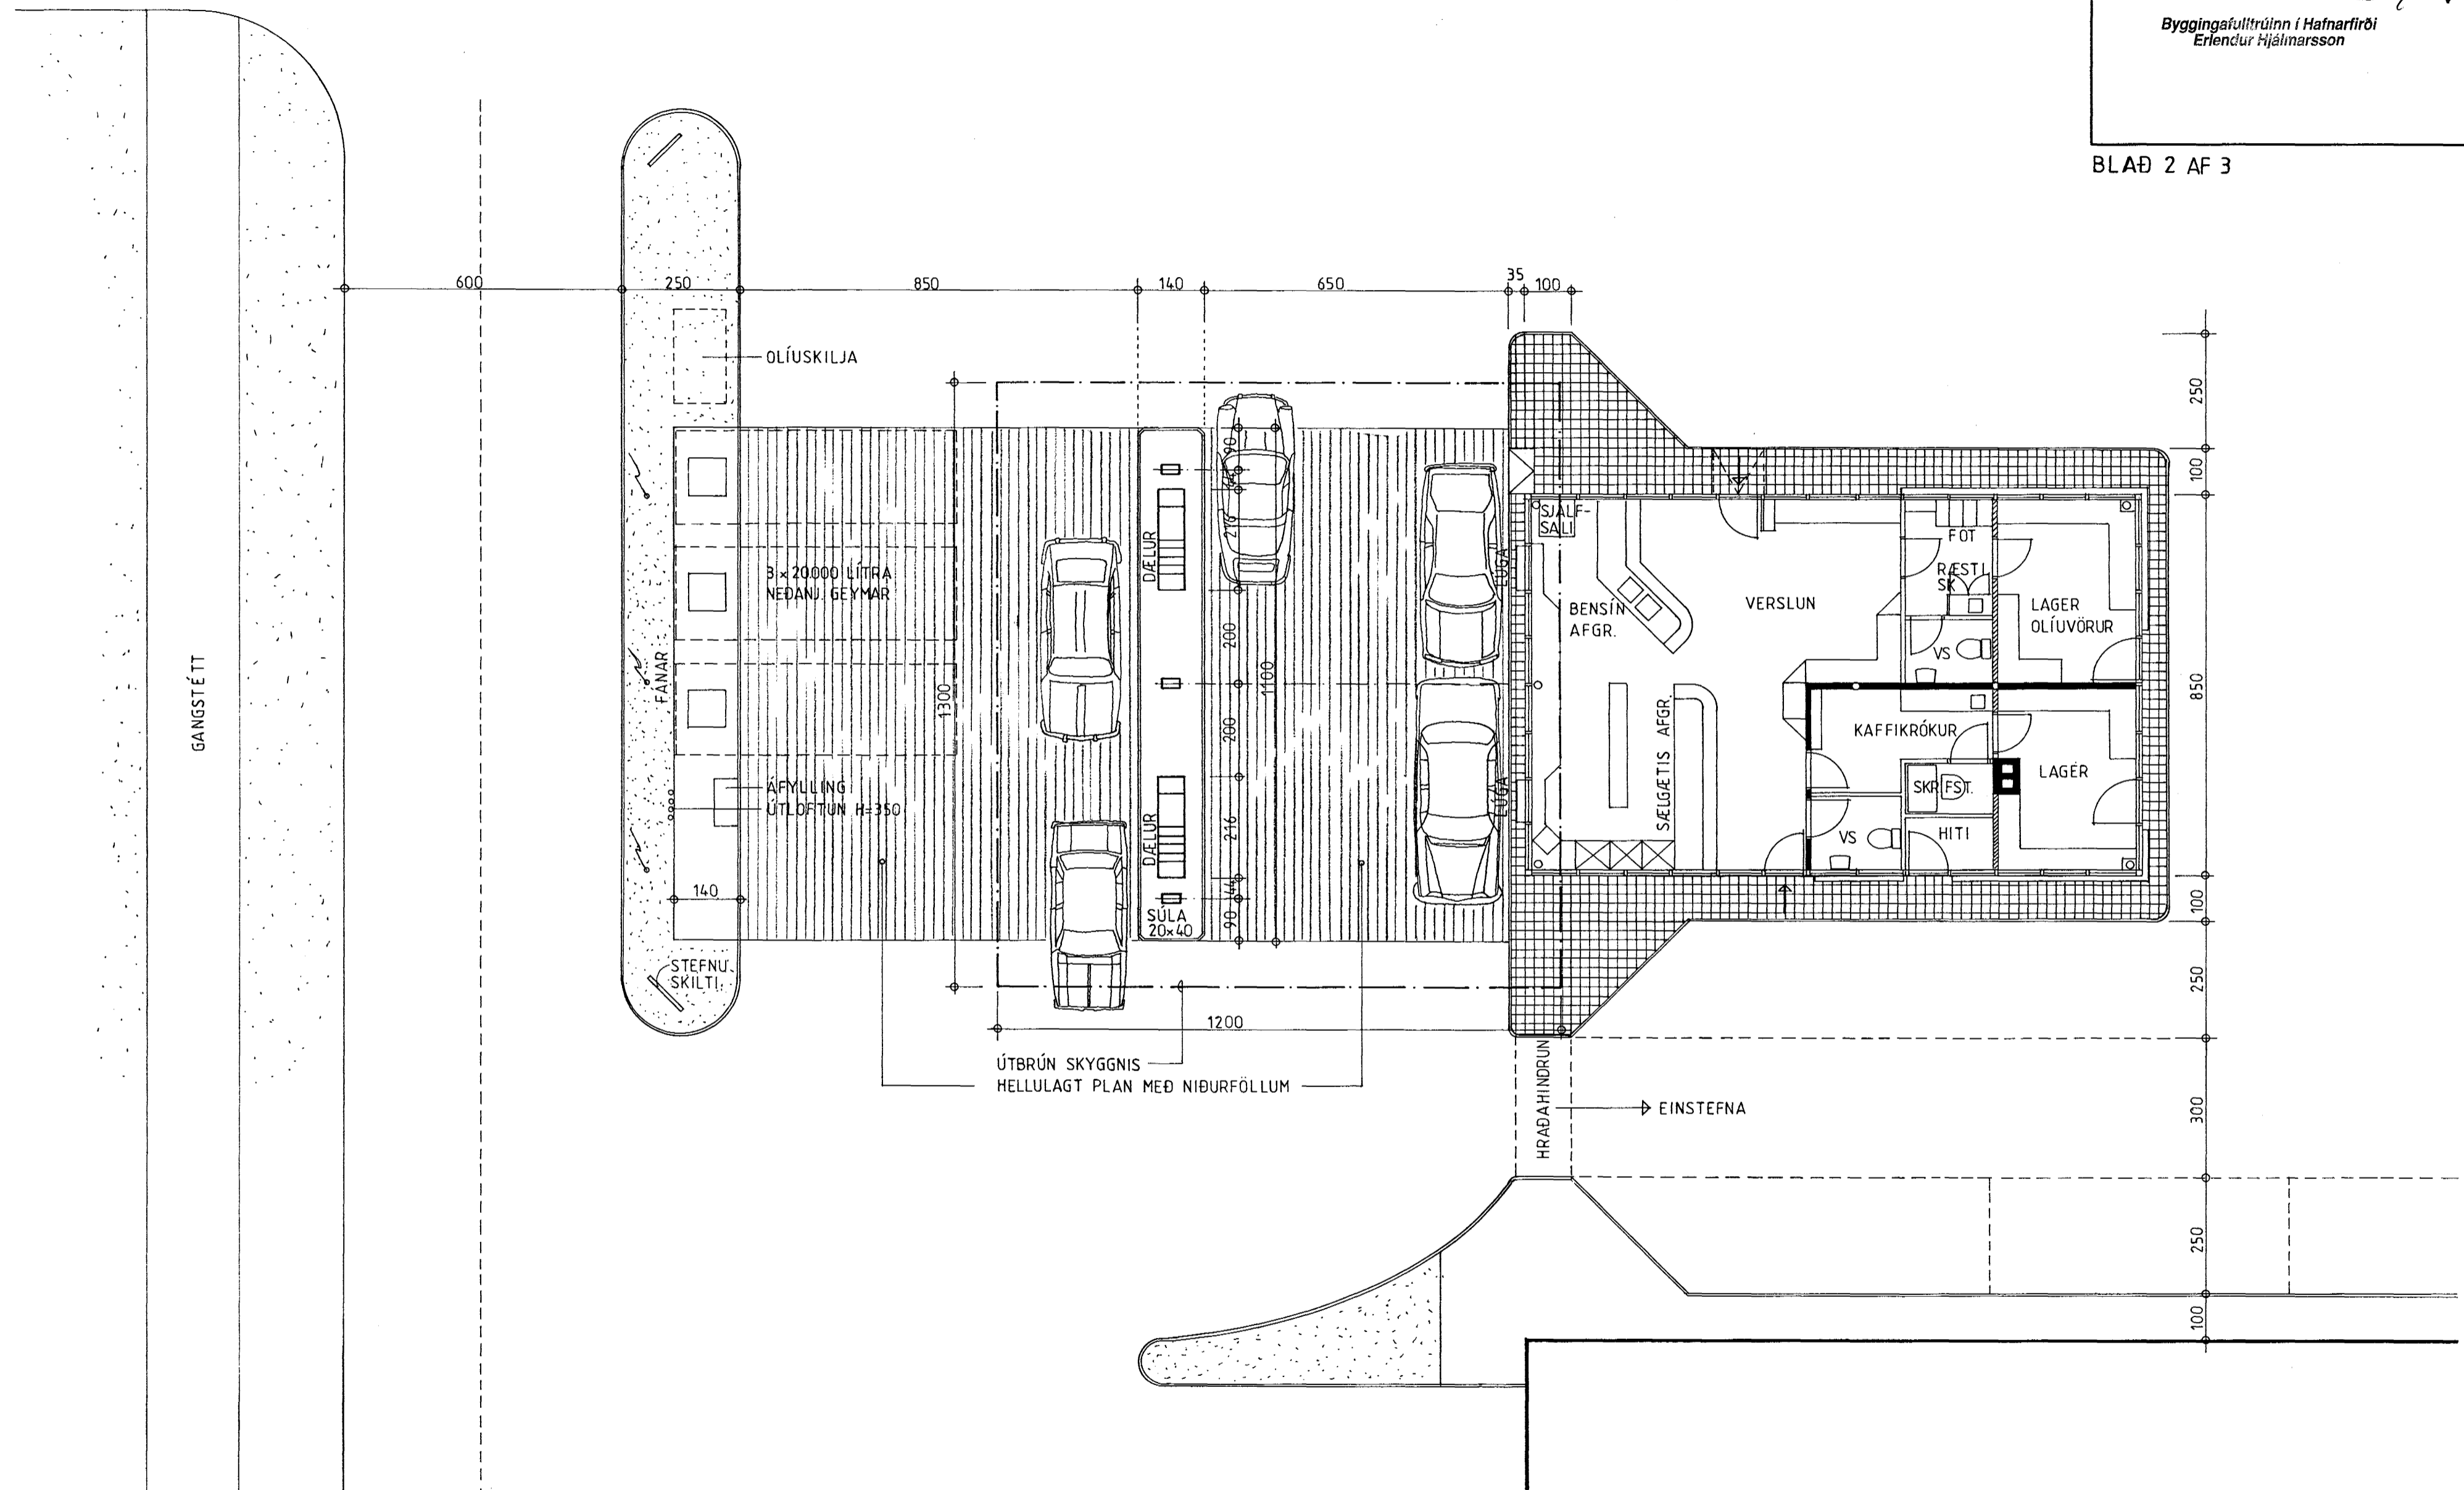 Byggingafulltrúinn í Hafnarfirði
Erlendur Hjálmarsson
BLAÐ 2 AF 3
600
250
850
140
650
35
100
OLÍUSKILJA
250
100
850
100
250
300
250
100
90
200
1100
200
216
44
90
1300
DÆLUR
DÆLUR
SÚLA
20×40
3 × 20.000 LÍTRA
NEÐANJ. GEYMAR
FÁNAR
GANGSTÉTT
ÁFYLLING
ÚTLOFTUN H=350
140
STEFNU-
SKILTI
1200
ÚTBRÚN SKYGGNIS
HELLULAGT PLAN MEÐ NIÐURFÖLLUM
LÚGA
LÚGA
SJÁLF-
SALI
BENSÍN
AFGR.
VERSLUN
FÖT
RÆSTI
SK
LAGER
OLÍUVÖRUR
VS
KAFFIKRÓKUR
SKRIFST.
LAGER
SÆLGÆTIS AFGR.
VS
HITI
HRAÐAHINDRUN
EINSTEFNA